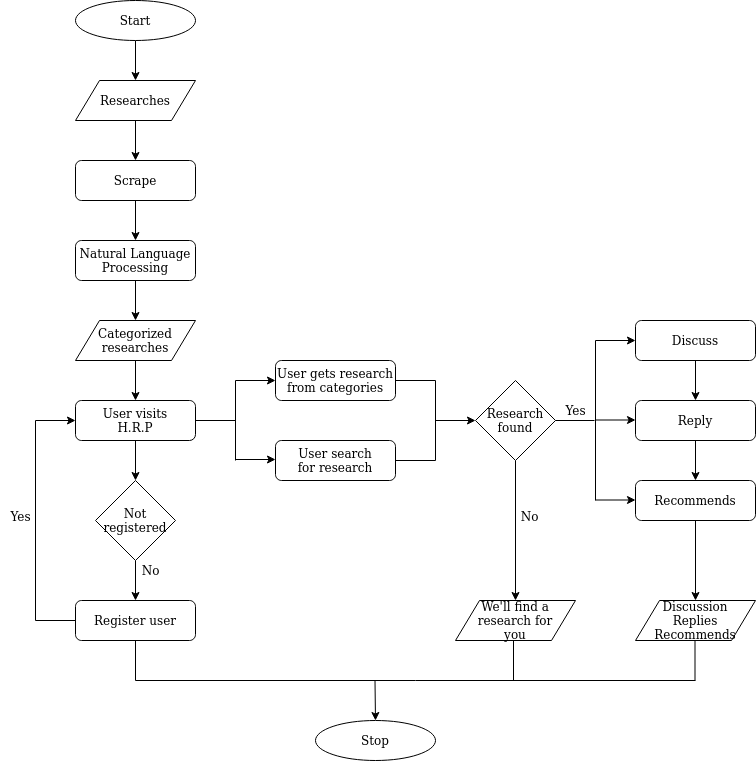 Start
Researches
Scrape
Natural Language
Processing
Categorized
researches
User visits
H.R.P
User gets research
from categories
User search
for research
Research
found
Yes
Discuss
Reply
Recommends
Yes
Not
registered
No
No
Register user
We'll find a
research for
you
Discussion
Replies
Recommends
Stop